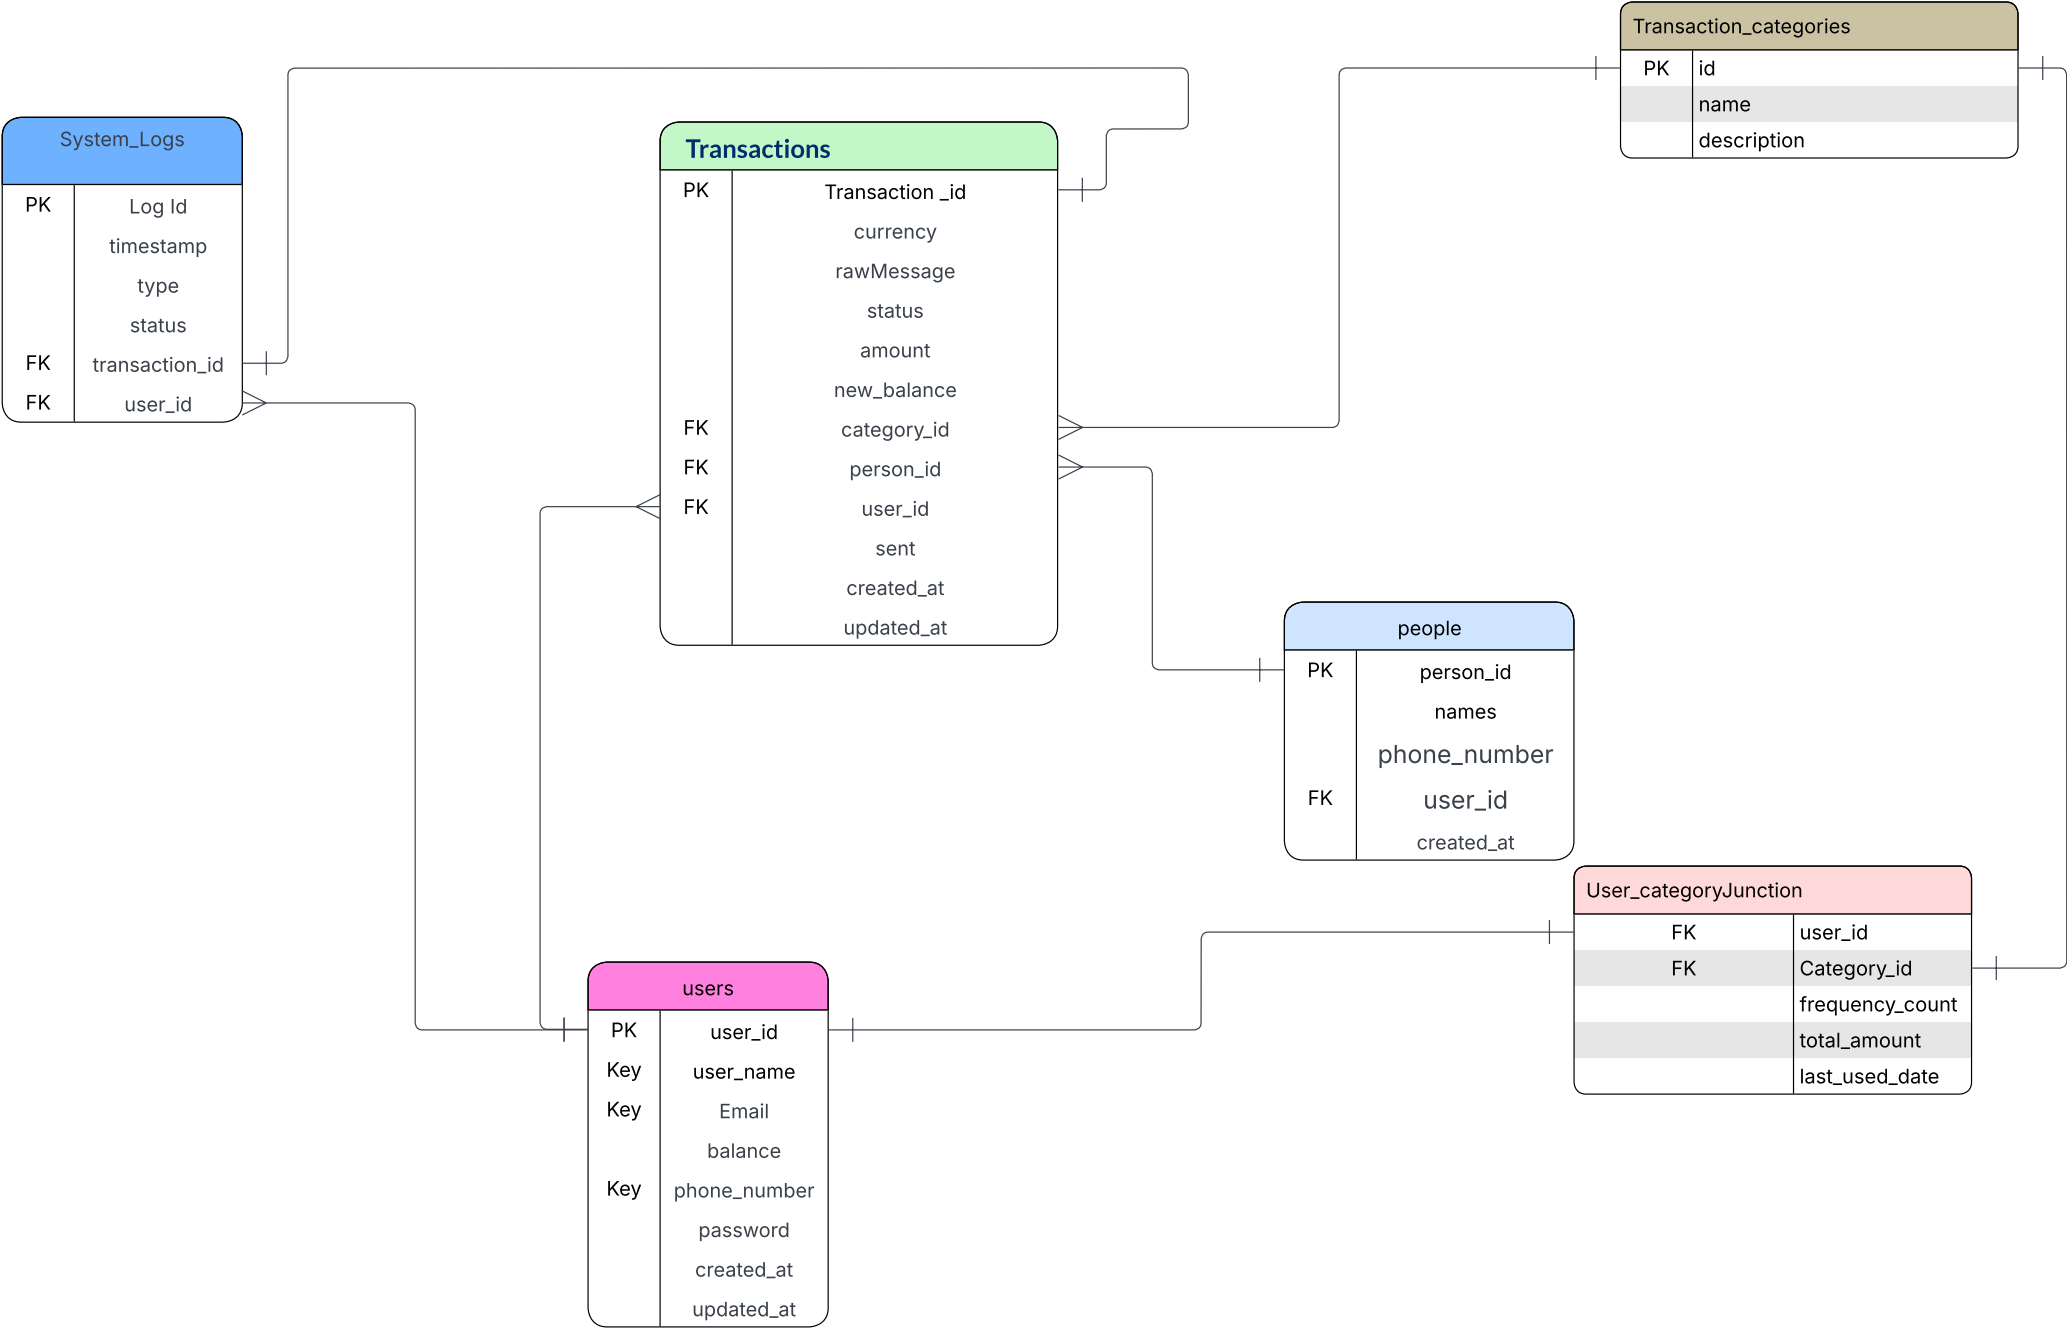 System_Logs
PK Log Id
timestamp
type
status
FK transaction_id
FK user_id
Transactions
PK Transaction _id
currency
rawMessage
status
amount
new_balance
FK category_id
FK person_id
FK user_id
sent
created_at
updated_at
Transaction_categories
PK id
name
description
people
PK person_id
names
phone_number
FK user_id
created_at
User_categoryJunction
FK user_id
FK Category_id
frequency_count
total_amount
last_used_date
users
PK user_id
Key user_name
Key Email
balance
Key phone_number
password
created_at
updated_at